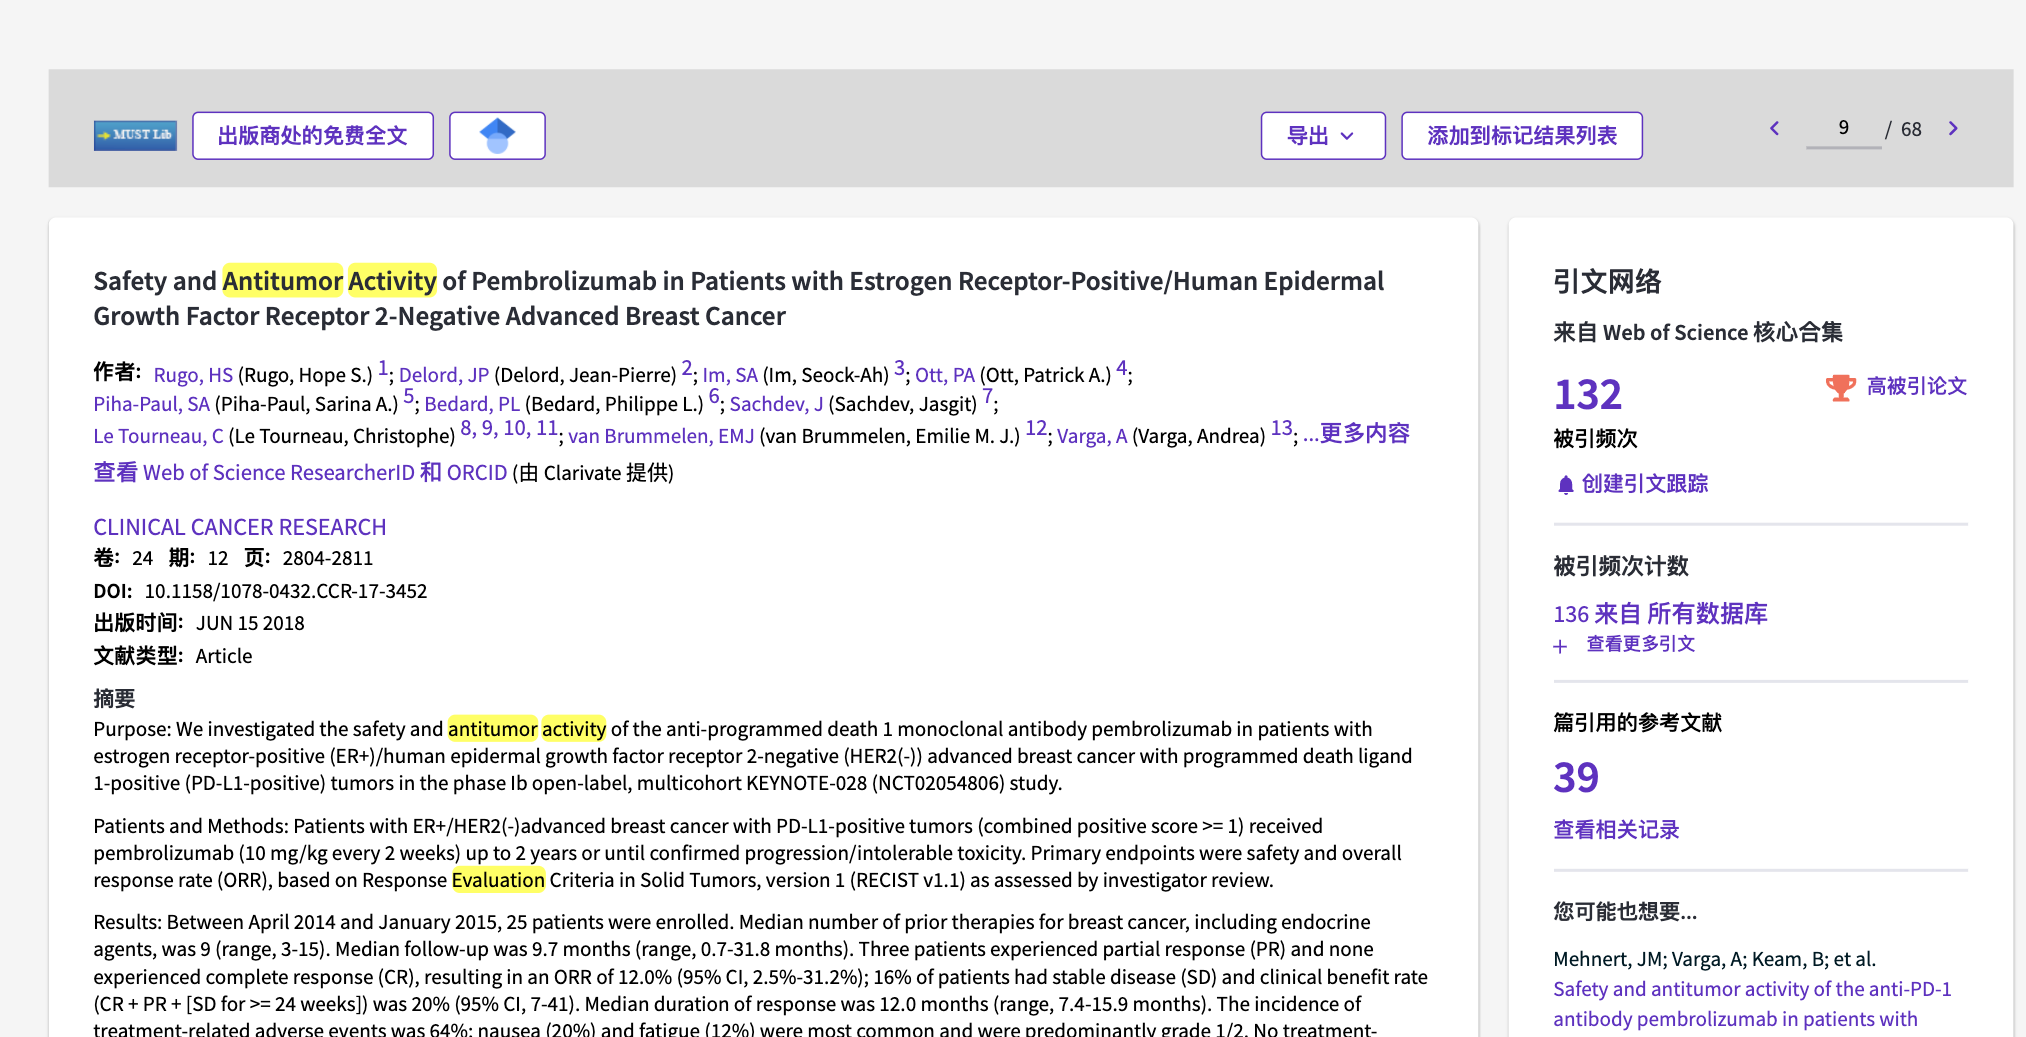 MUST Lib
出版商处的免费全文
导出
添加到标记结果列表
9 / 68
Safety and Antitumor Activity of Pembrolizumab in Patients with Estrogen Receptor-Positive/Human Epidermal
Growth Factor Receptor 2-Negative Advanced Breast Cancer
作者: Rugo, HS (Rugo, Hope S.) 1; Delord, JP (Delord, Jean-Pierre) 2; Im, SA (Im, Seock-Ah) 3; Ott, PA (Ott, Patrick A.) 4;
Piha-Paul, SA (Piha-Paul, Sarina A.) 5; Bedard, PL (Bedard, Philippe L.) 6; Sachdev, J (Sachdev, Jasgit) 7;
Le Tourneau, C (Le Tourneau, Christophe) 8, 9, 10, 11; van Brummelen, EMJ (van Brummelen, Emilie M. J.) 12; Varga, A (Varga, Andrea) 13; ...更多内容
查看 Web of Science ResearcherID 和 ORCID (由 Clarivate 提供)
CLINICAL CANCER RESEARCH
卷: 24 期: 12 页: 2804-2811
DOI: 10.1158/1078-0432.CCR-17-3452
出版时间: JUN 15 2018
文献类型: Article
摘要
Purpose: We investigated the safety and antitumor activity of the anti-programmed death 1 monoclonal antibody pembrolizumab in patients with
estrogen receptor-positive (ER+)/human epidermal growth factor receptor 2-negative (HER2(-)) advanced breast cancer with programmed death ligand
1-positive (PD-L1-positive) tumors in the phase Ib open-label, multicohort KEYNOTE-028 (NCT02054806) study.
Patients and Methods: Patients with ER+/HER2(-)advanced breast cancer with PD-L1-positive tumors (combined positive score >= 1) received
pembrolizumab (10 mg/kg every 2 weeks) up to 2 years or until confirmed progression/intolerable toxicity. Primary endpoints were safety and overall
response rate (ORR), based on Response Evaluation Criteria in Solid Tumors, version 1 (RECIST v1.1) as assessed by investigator review.
Results: Between April 2014 and January 2015, 25 patients were enrolled. Median number of prior therapies for breast cancer, including endocrine
agents, was 9 (range, 3-15). Median follow-up was 9.7 months (range, 0.7-31.8 months). Three patients experienced partial response (PR) and none
experienced complete response (CR), resulting in an ORR of 12.0% (95% CI, 2.5%-31.2%); 16% of patients had stable disease (SD) and clinical benefit rate
(CR + PR + [SD for >= 24 weeks]) was 20% (95% CI, 7-41). Median duration of response was 12.0 months (range, 7.4-15.9 months). The incidence of
treatment-related adverse events was 64%; nausea (20%) and fatigue (12%) were most common and were predominantly grade 1/2. No treatment-
引文网络
来自 Web of Science 核心合集
132
高被引论文
被引频次
创建引文跟踪
被引频次计数
136 来自 所有数据库
+ 查看更多引文
篇引用的参考文献
39
查看相关记录
您可能也想要...
Mehnert, JM; Varga, A; Keam, B; et al.
Safety and antitumor activity of the anti-PD-1
antibody pembrolizumab in patients with